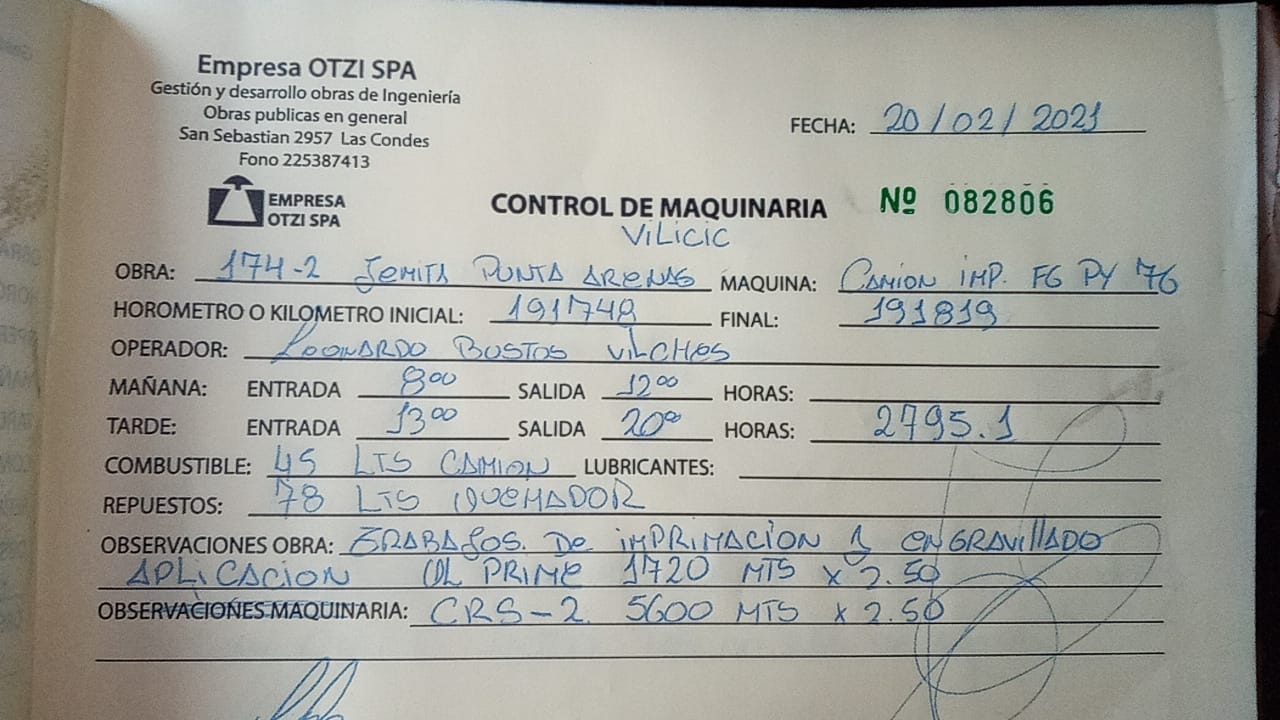 Empresa OTZI SPA
Gestión y desarrollo obras de Ingeniería
Obras publicas en general
San Sebastian 2957 Las Condes
Fono 225387413
FECHA: 20/02/2021
EMPRESA
OTZI SPA
CONTROL DE MAQUINARIA Nº 082806
ViLicic
OBRA: 174-2 Jemita PUNTA ARENAS MAQUINA: CAMION IMP. FG PY 76
HOROMETRO O KILOMETRO INICIAL: 191748 FINAL: 191819
OPERADOR: Leonardo BUSTOS VILCHES
MAÑANA: ENTRADA 8:00 SALIDA 12:00 HORAS:
TARDE: ENTRADA 13:00 SALIDA 20:00 HORAS: 2795.1
COMBUSTIBLE: 45 LTS CAMION LUBRICANTES:
REPUESTOS: 78 LTS QUEMADOR
OBSERVACIONES OBRA: TRABAJOS. De iMPRIMACION y enGRAVillADO
APLICACION OL PRIME 1720 MTS x 2.50
OBSERVACIONES MAQUINARIA: CRS-2. 5600 MTS x 2.50